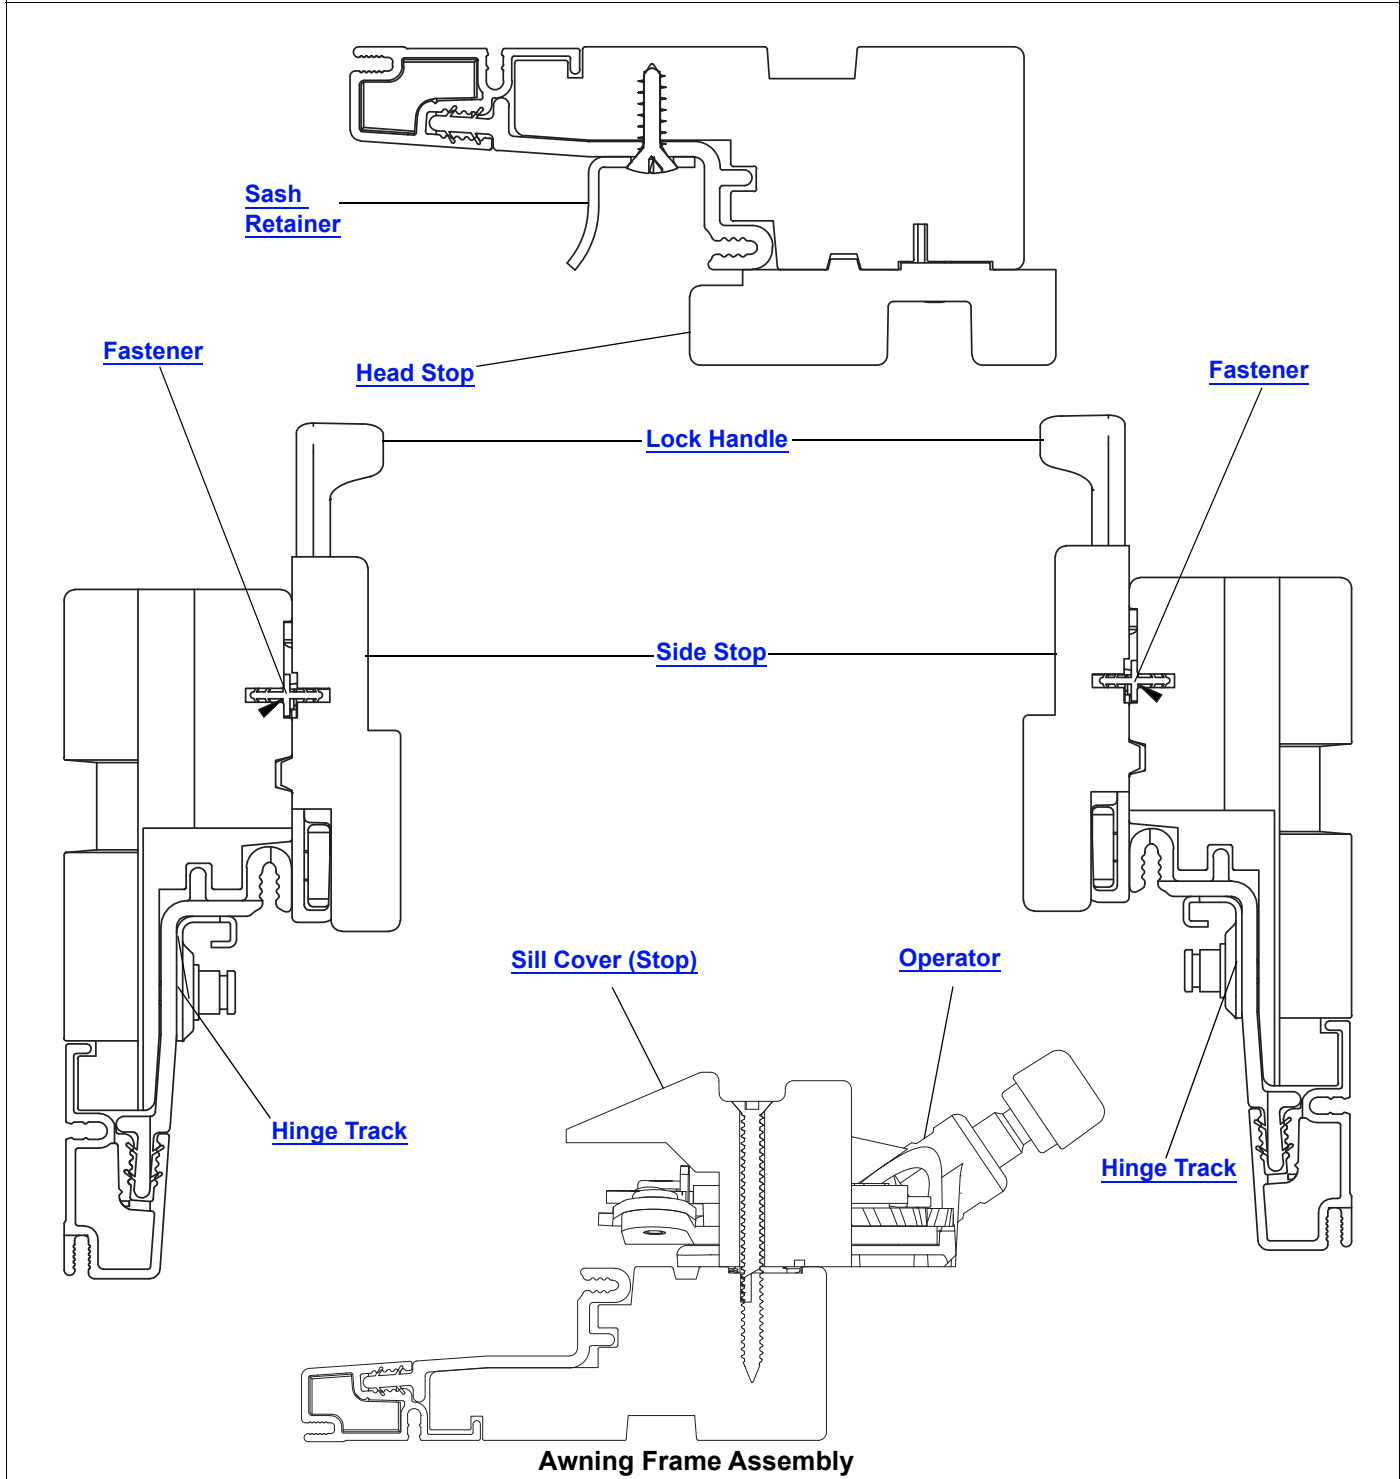 Sash
Retainer
Fastener
Head Stop
Fastener
Lock Handle
Side Stop
Sill Cover (Stop)
Operator
Hinge Track
Hinge Track
Awning Frame Assembly